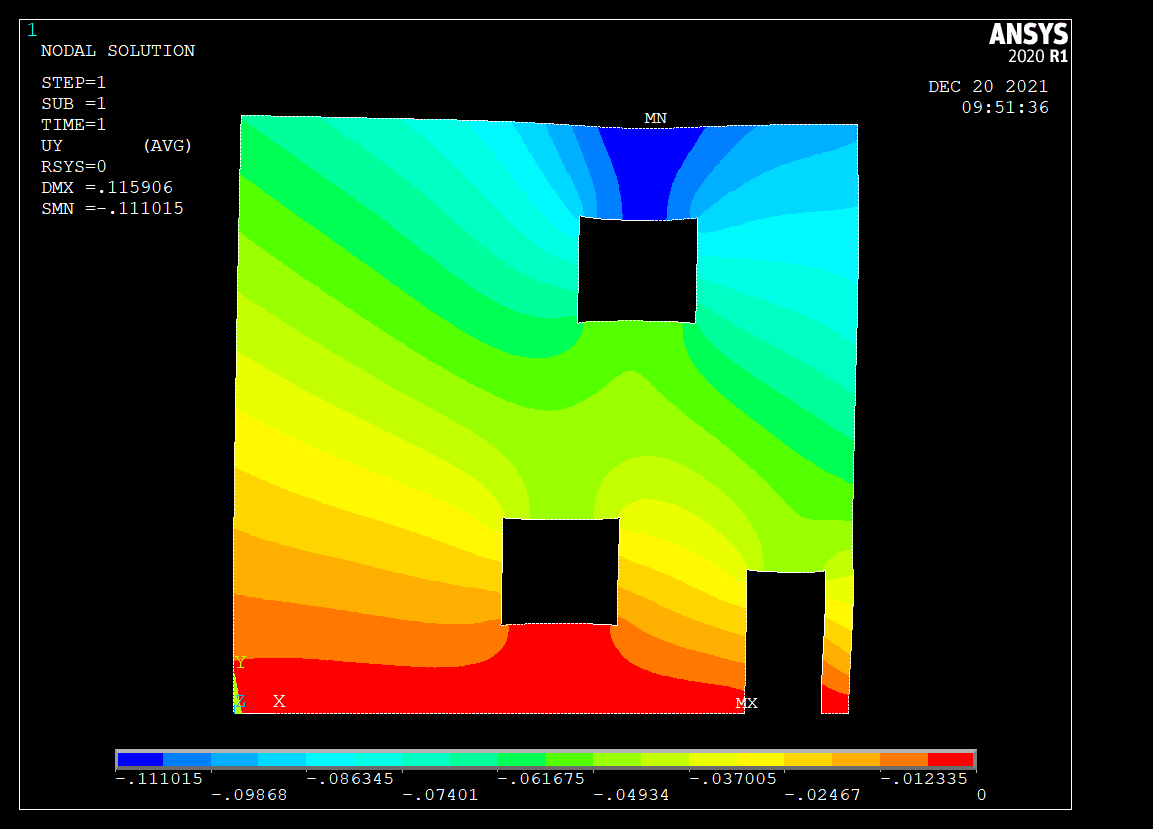 1
NODAL SOLUTION
STEP=1
SUB =1
TIME=1
UY (AVG)
RSYS=0
DMX =.115906
SMN =-.111015
ANSYS
2020 R1
DEC 20 2021
09:51:36
MN
Y
Z X
MX
-.111015 -.086345 -.061675 -.037005 -.012335
-.09868 -.07401 -.04934 -.02467 0